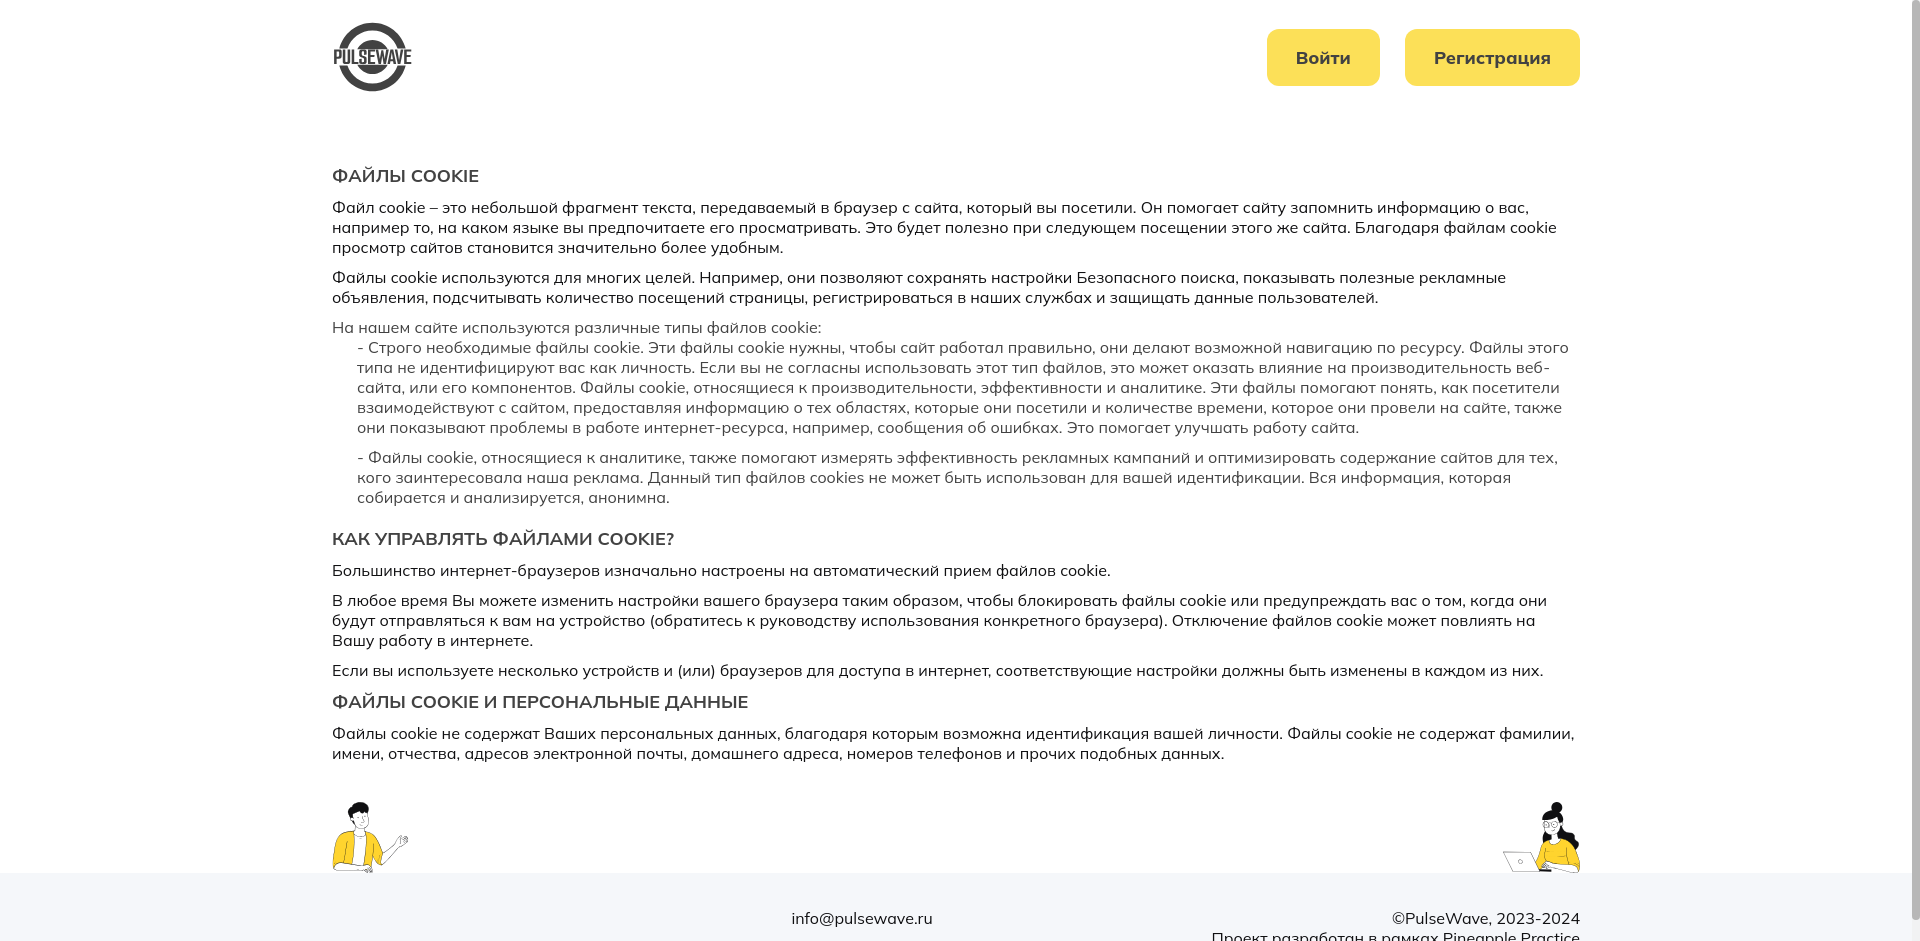 PULSEWAVE
Войти
Регистрация
ФАЙЛЫ COOKIE
Файл cookie – это небольшой фрагмент текста, передаваемый в браузер с сайта, который вы посетили. Он помогает сайту запомнить информацию о вас,
например то, на каком языке вы предпочитаете его просматривать. Это будет полезно при следующем посещении этого же сайта. Благодаря файлам cookie
просмотр сайтов становится значительно более удобным.
Файлы cookie используются для многих целей. Например, они позволяют сохранять настройки Безопасного поиска, показывать полезные рекламные
объявления, подсчитывать количество посещений страницы, регистрироваться в наших службах и защищать данные пользователей.
На нашем сайте используются различные типы файлов cookie:
- Строго необходимые файлы cookie. Эти файлы cookie нужны, чтобы сайт работал правильно, они делают возможной навигацию по ресурсу. Файлы этого
типа не идентифицируют вас как личность. Если вы не согласны использовать этот тип файлов, это может оказать влияние на производительность веб-
сайта, или его компонентов. Файлы cookie, относящиеся к производительности, эффективности и аналитике. Эти файлы помогают понять, как посетители
взаимодействуют с сайтом, предоставляя информацию о тех областях, которые они посетили и количестве времени, которое они провели на сайте, также
они показывают проблемы в работе интернет-ресурса, например, сообщения об ошибках. Это помогает улучшать работу сайта.
- Файлы cookie, относящиеся к аналитике, также помогают измерять эффективность рекламных кампаний и оптимизировать содержание сайтов для тех,
кого заинтересовала наша реклама. Данный тип файлов cookies не может быть использован для вашей идентификации. Вся информация, которая
собирается и анализируется, анонимна.
КАК УПРАВЛЯТЬ ФАЙЛАМИ COOKIE?
Большинство интернет-браузеров изначально настроены на автоматический прием файлов cookie.
В любое время Вы можете изменить настройки вашего браузера таким образом, чтобы блокировать файлы cookie или предупреждать вас о том, когда они
будут отправляться к вам на устройство (обратитесь к руководству использования конкретного браузера). Отключение файлов cookie может повлиять на
Вашу работу в интернете.
Если вы используете несколько устройств и (или) браузеров для доступа в интернет, соответствующие настройки должны быть изменены в каждом из них.
ФАЙЛЫ COOKIE И ПЕРСОНАЛЬНЫЕ ДАННЫЕ
Файлы cookie не содержат Ваших персональных данных, благодаря которым возможна идентификация вашей личности. Файлы cookie не содержат фамилии,
имени, отчества, адресов электронной почты, домашнего адреса, номеров телефонов и прочих подобных данных.
info@pulsewave.ru
©PulseWave, 2023-2024
Проект разработан в рамках Pineapple Practice